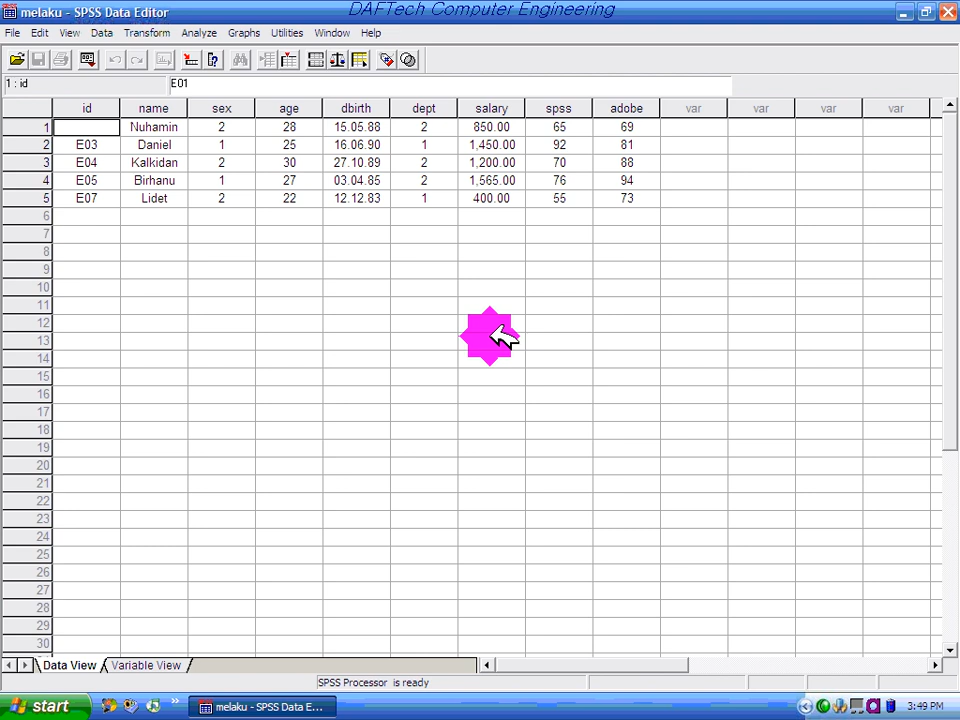 DAFTech Computer Engineering
melaku - SPSS Data Editor
File Edit View Data Transform Analyze Graphs Utilities Window Help
1 : id E01
id name sex age dbirth dept salary spss adobe var var var var
1 Nuhamin 2 28 15.05.88 2 850.00 65 69
2 E03 Daniel 1 25 16.06.90 1 1,450.00 92 81
3 E04 Kalkidan 2 30 27.10.89 2 1,200.00 70 88
4 E05 Birhanu 1 27 03.04.85 2 1,565.00 76 94
5 E07 Lidet 2 22 12.12.83 1 400.00 55 73
6
7
8
9
10
11
12
13
14
15
16
17
18
19
20
21
22
23
24
25
26
27
28
29
30
Data View Variable View
SPSS Processor is ready
start melaku - SPSS Data E... 3:49 PM